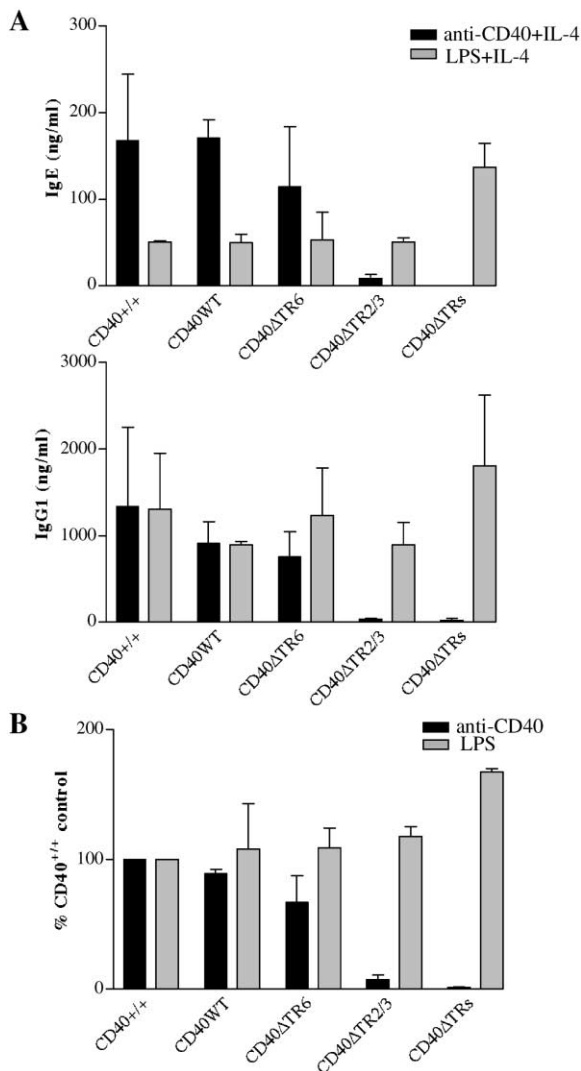 A
anti-CD40+IL-4
LPS+IL-4
IgE (ng/ml)
300
200
100
0
CD40+/+
CD40WT
CD40ΔTR6
CD40ΔTR2/3
CD40ΔTRs
IgG1 (ng/ml)
3000
2000
1000
0
CD40+/+
CD40WT
CD40ΔTR6
CD40ΔTR2/3
CD40ΔTRs
B
anti-CD40
LPS
% CD40+/+ control
200
100
0
CD40+/+
CD40WT
CD40ΔTR6
CD40ΔTR2/3
CD40ΔTRs